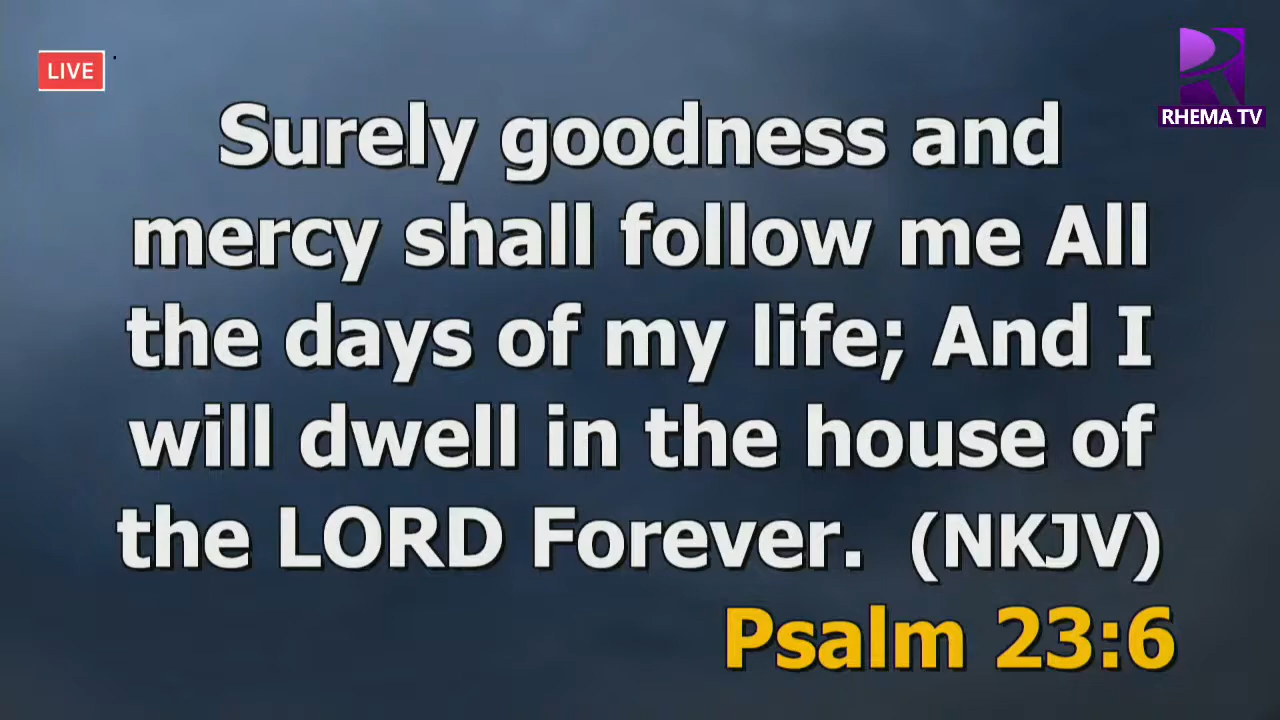 LIVE
RHEMA TV
Surely goodness and
mercy shall follow me All
the days of my life; And I
will dwell in the house of
the LORD Forever.  (NKJV)
Psalm 23:6